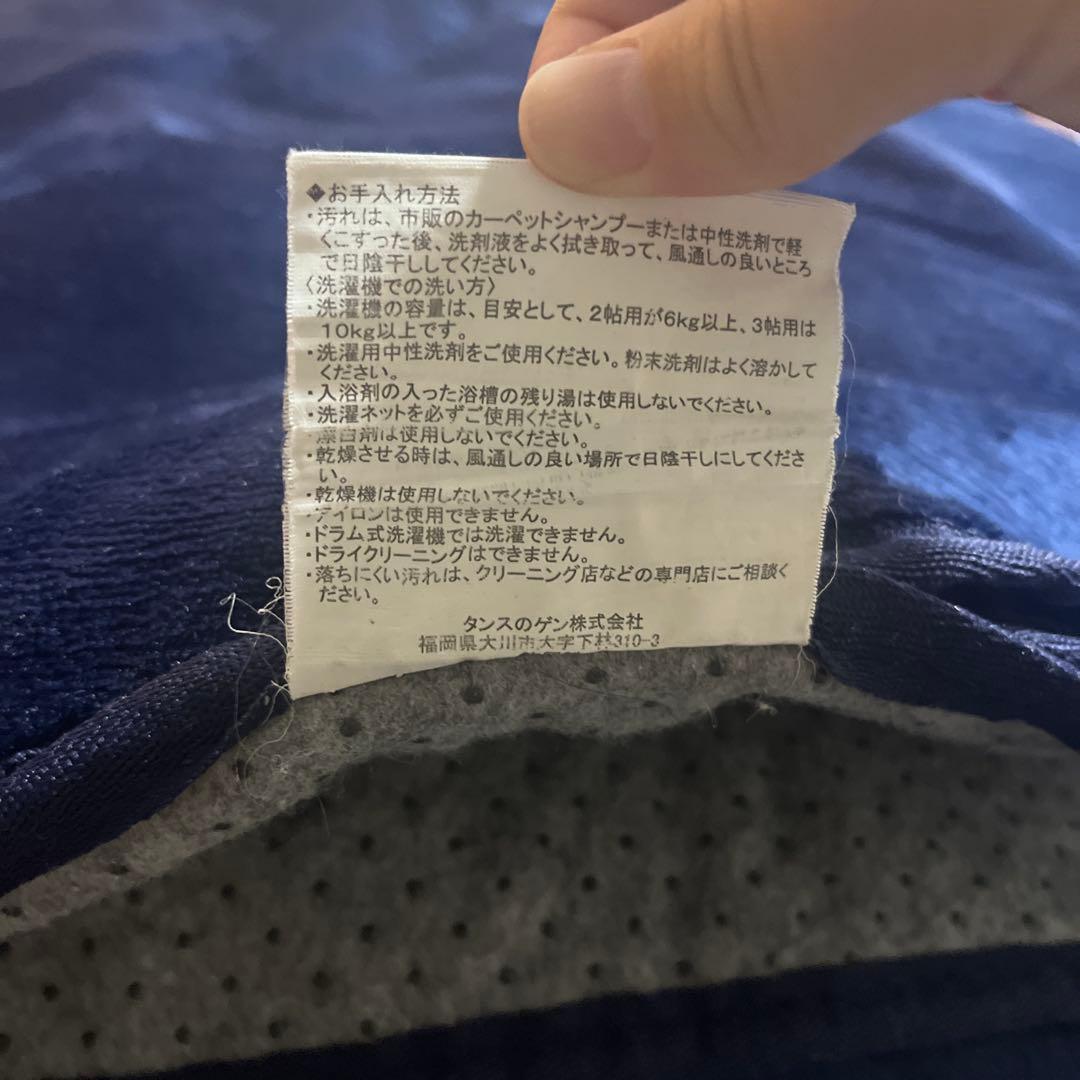 ◆お手入れ方法
・汚れは、市販のカーペットシャンプーまたは中性洗剤で軽
くこすった後、洗剤液をよく拭き取って、風通しの良いところ
で日陰干ししてください。
〈洗濯機での洗い方〉
・洗濯機の容量は、目安として、2帖用が6kg以上、3帖用は
10kg以上です。
・洗濯用中性洗剤をご使用ください。粉末洗剤はよく溶かして
ください。
・入浴剤の入った浴槽の残り湯は使用しないでください。
・洗濯ネットを必ずご使用ください。
・漂白剤は使用しないでください。
・乾燥させる時は、風通しの良い場所で日陰干しにしてくださ
い。
・乾燥機は使用しないでください。
・アイロンは使用できません。
・ドラム式洗濯機では洗濯できません。
・ドライクリーニングはできません。
・落ちにくい汚れは、クリーニング店などの専門店にご相談く
ださい。
タンスのゲン株式会社
福岡県大川市大字下林310-3